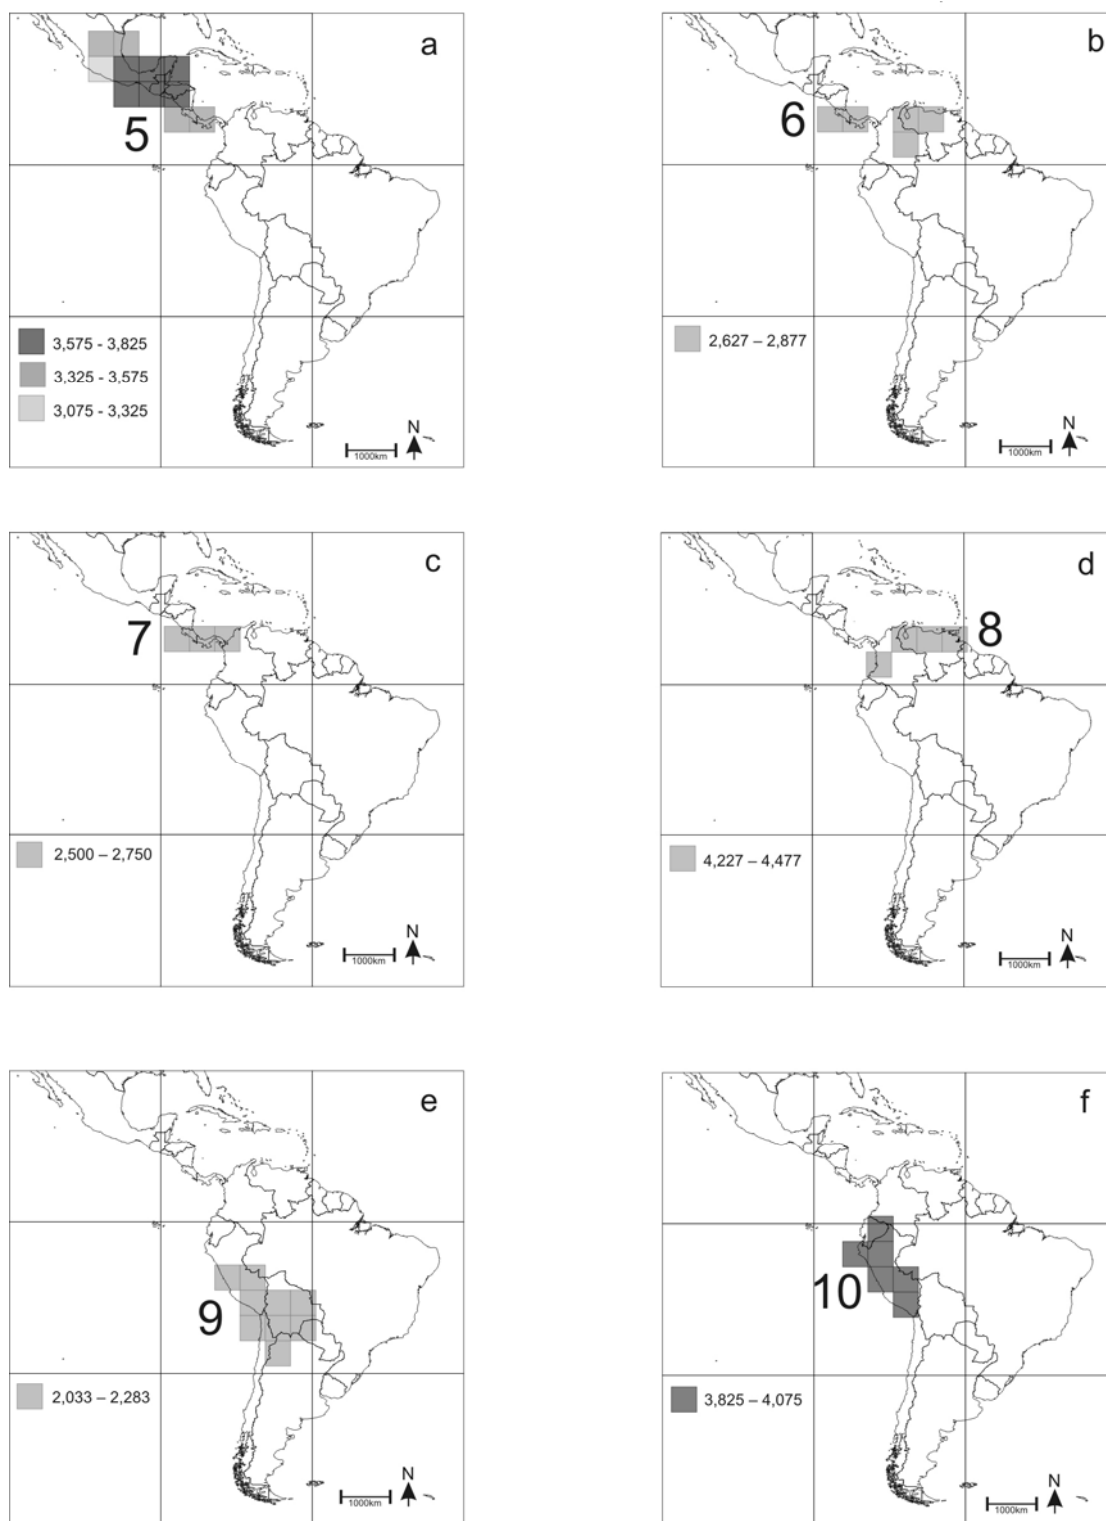 a
5
3,575 - 3,825
3,325 - 3,575
3,075 - 3,325
N
1000km
b
6
2,627 – 2,877
N
1000km
c
7
2,500 – 2,750
N
1000km
d
8
4,227 – 4,477
N
1000km
e
9
2,033 – 2,283
N
1000km
f
10
3,825 – 4,075
N
1000km